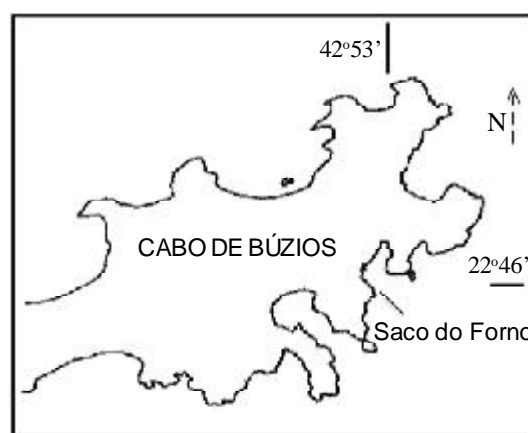 42º53'
N
CABO DE BÚZIOS
22º46'
Saco do Forno